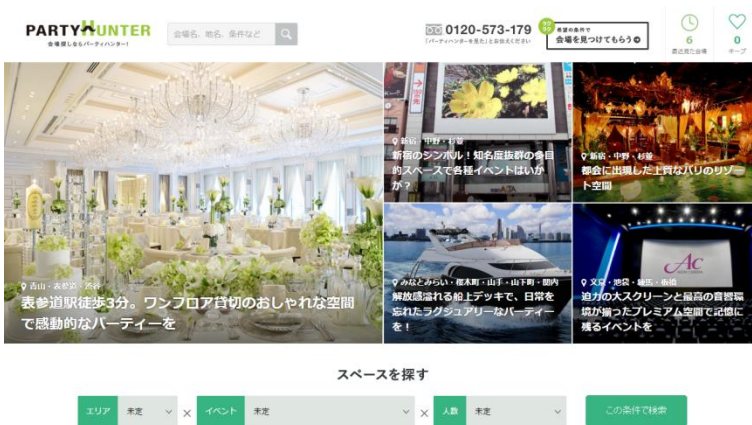 PARTYHUNTER
会場貸しならパーティハンター!
会場名、地名、条件など
0120-573-179
「パーティハンターを見た」とお伝えください
希望の条件で
会場を見つけてもらう
6
最近見た会場
0
キープ
青山・表参道・渋谷
表参道駅徒歩3分。ワンフロア貸切のおしゃれな空間
で感動的なパーティーを
新宿・中野・杉並
新宿のシンボル!知名度抜群の多目
的スペースで各種イベントはいか
が?
ALTA
新宿・中野・杉並
都会に出現した上質なバリのリゾー
ト空間
みなとみらい・桜木町・山手・山下町・関内
解放感溢れる船上デッキで、日常を
忘れたラグジュアリーなパーティー
を!
Ac
文京・池袋・練馬・板橋
迫力の大スクリーンと最高の音響環
境が揃ったプレミアム空間で記憶に
残るイベントを
スペースを探す
エリア 未定 × イベント 未定 × 人数 未定 この条件で検索